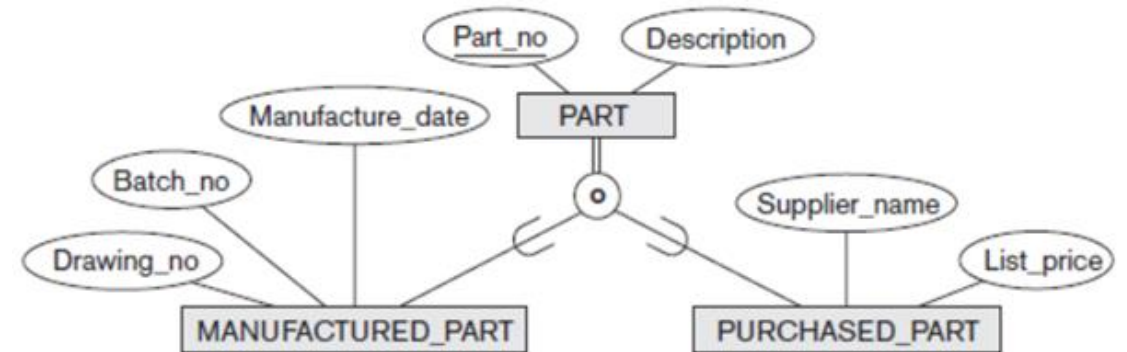 Part_no
Description
Manufacture_date
PART
Batch_no
o
Supplier_name
Drawing_no
List_price
MANUFACTURED_PART
PURCHASED_PART